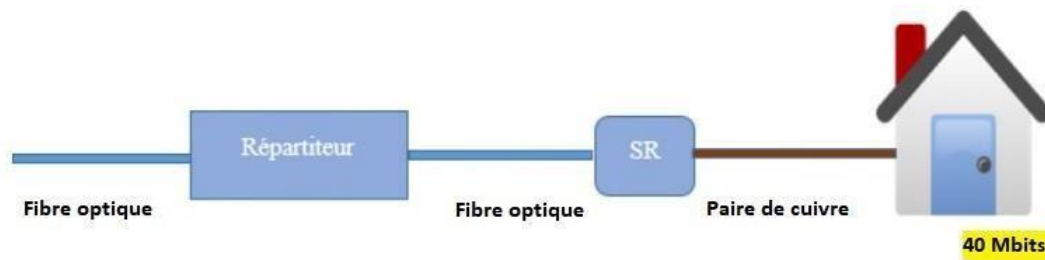 Répartiteur
SR
Fibre optique
Fibre optique
Paire de cuivre
40 Mbits